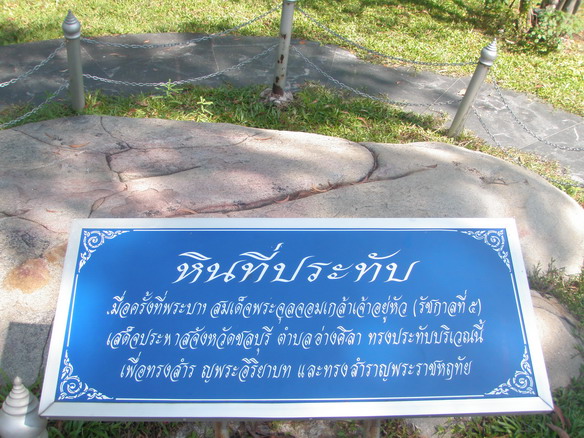 หินที่ประทับ
เมื่อครั้งที่พระบาท สมเด็จพระจุลจอมเกล้าเจ้าอยู่หัว (รัชกาลที่ ๕)
เสด็จประพาสจังหวัดชลบุรี ตำบลอ่างศิลา ทรงประทับบริเวณนี้
เพื่อทรงสำราญพระอิริยาบท และทรงสำราญพระราชหฤทัย